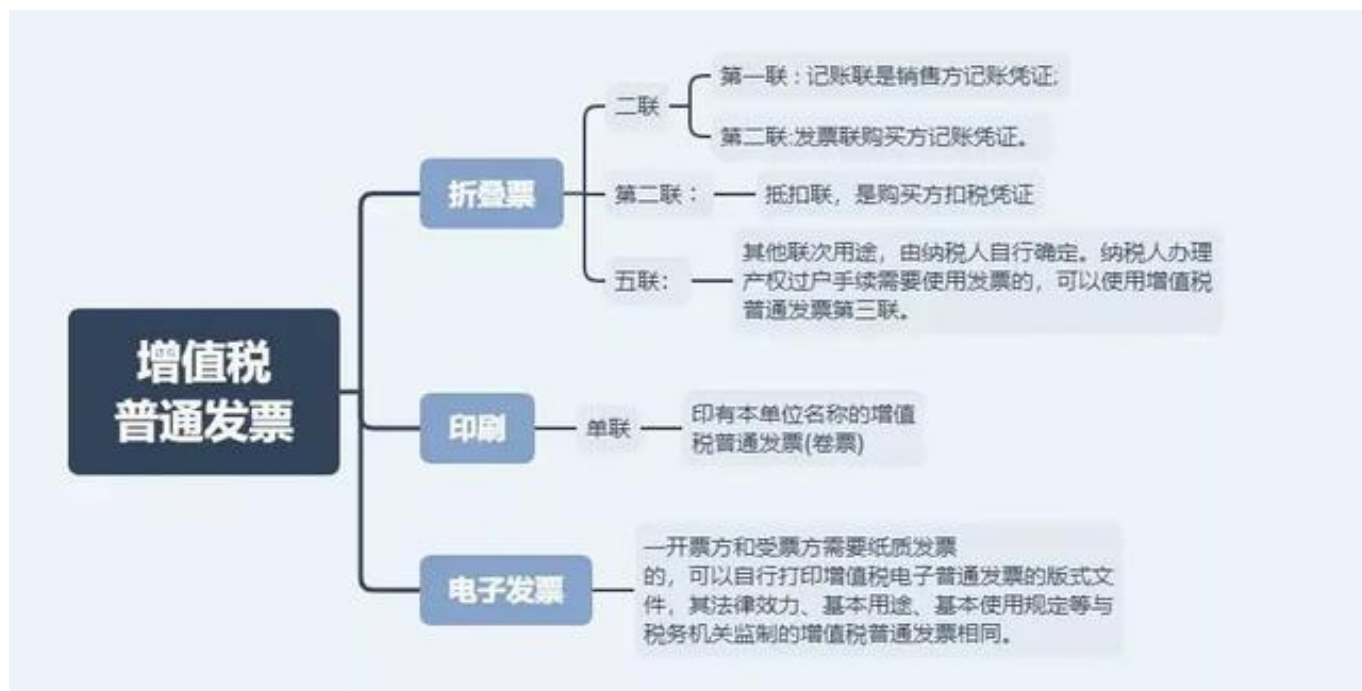 增值税
普通发票
折叠票
二联
第一联：记账联是销售方记账凭证;
第二联:发票联购买方记账凭证。
第二联：
抵扣联，是购买方扣税凭证
五联：
其他联次用途，由纳税人自行确定。纳税人办理
产权过户手续需要使用发票的，可以使用增值税
普通发票第三联。
印刷
单联
印有本单位名称的增值
税普通发票(卷票)
电子发票
一开票方和受票方需要纸质发票
的，可以自行打印增值税电子普通发票的版式文
件，其法律效力、基本用途、基本使用规定等与
税务机关监制的增值税普通发票相同。